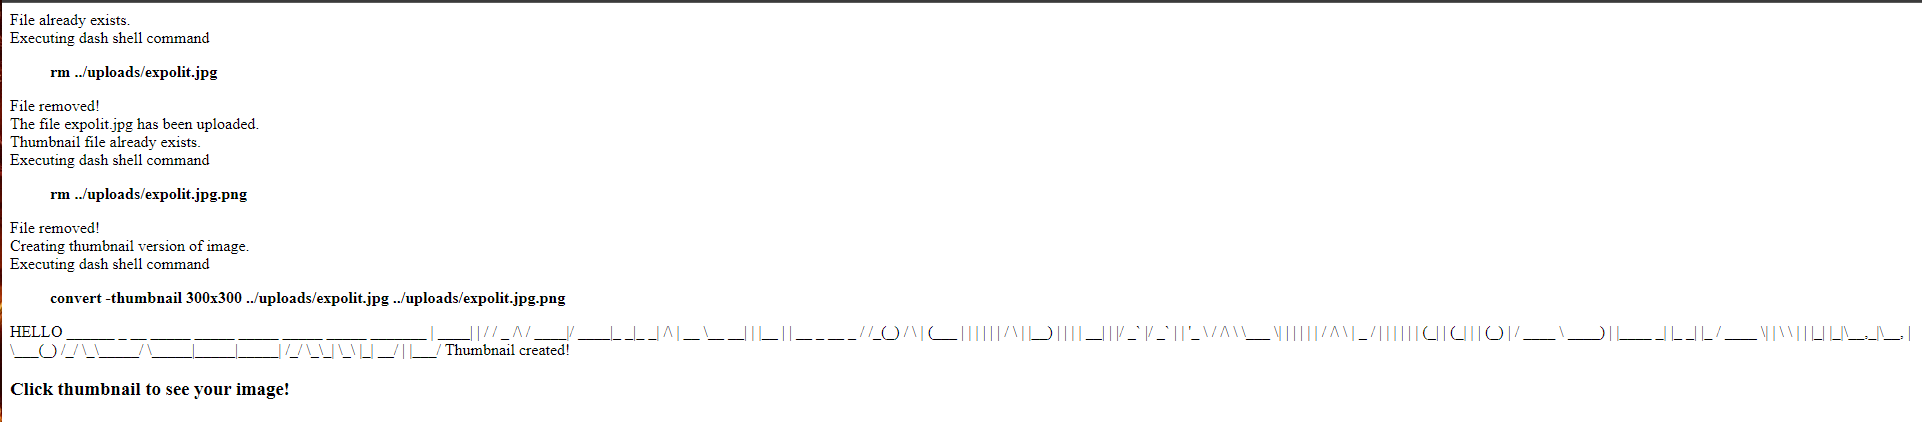 File already exists.
Executing dash shell command
rm ../uploads/expolit.jpg
File removed!
The file expolit.jpg has been uploaded.
Thumbnail file already exists.
Executing dash shell command
rm ../uploads/expolit.jpg.png
File removed!
Creating thumbnail version of image.
Executing dash shell command
convert -thumbnail 300x300 ../uploads/expolit.jpg ../uploads/expolit.jpg.png
HELLO
Thumbnail created!
Click thumbnail to see your image!